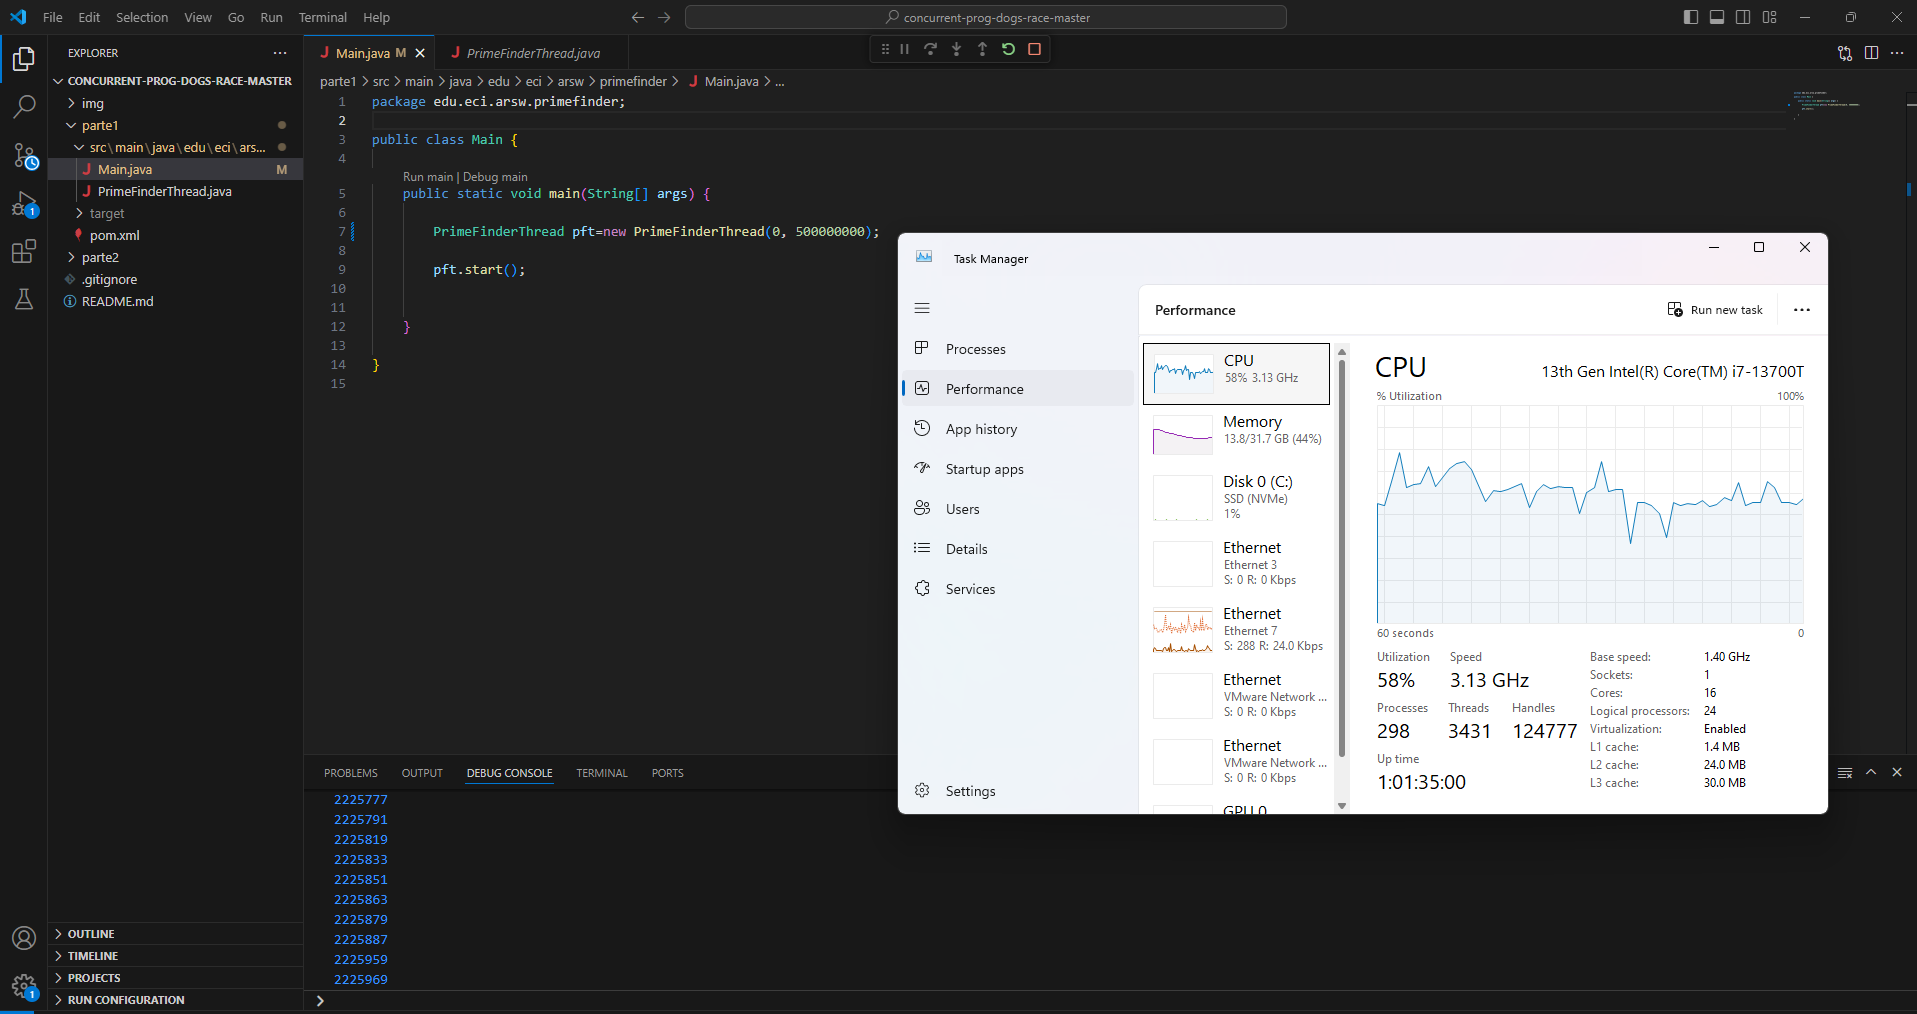 File Edit Selection View Go Run Terminal Help
concurrent-prog-dogs-race-master
EXPLORER
CONCURRENT-PROG-DOGS-RACE-MASTER
img
parte1
src\main\java\edu\eci\ars...
Main.java M
PrimeFinderThread.java
target
pom.xml
parte2
.gitignore
README.md
OUTLINE
TIMELINE
PROJECTS
RUN CONFIGURATION
1
1
Main.java M
PrimeFinderThread.java
parte1 > src > main > java > edu > eci > arsw > primefinder > Main.java > ...
1 package edu.eci.arsw.primefinder;
2
3 public class Main {
4
Run main | Debug main
5 public static void main(String[] args) {
6
7 PrimeFinderThread pft=new PrimeFinderThread(0, 500000000);
8
9 pft.start();
10
11
12 }
13
14 }
15
PROBLEMS OUTPUT DEBUG CONSOLE TERMINAL PORTS
2225777
2225791
2225819
2225833
2225851
2225863
2225879
2225887
2225959
2225969
Task Manager
Processes
Performance
App history
Startup apps
Users
Details
Services
Settings
Performance
Run new task
CPU
58% 3.13 GHz
Memory
13.8/31.7 GB (44%)
Disk 0 (C:)
SSD (NVMe)
1%
Ethernet
Ethernet 3
S: 0 R: 0 Kbps
Ethernet
Ethernet 7
S: 288 R: 24.0 Kbps
Ethernet
VMware Network ...
S: 0 R: 0 Kbps
Ethernet
VMware Network ...
S: 0 R: 0 Kbps
GPU 0
CPU 13th Gen Intel(R) Core(TM) i7-13700T
% Utilization 100%
60 seconds 0
Utilization Speed
58% 3.13 GHz
Processes Threads Handles
298 3431 124777
Up time
1:01:35:00
Base speed: 1.40 GHz
Sockets: 1
Cores: 16
Logical processors: 24
Virtualization: Enabled
L1 cache: 1.4 MB
L2 cache: 24.0 MB
L3 cache: 30.0 MB